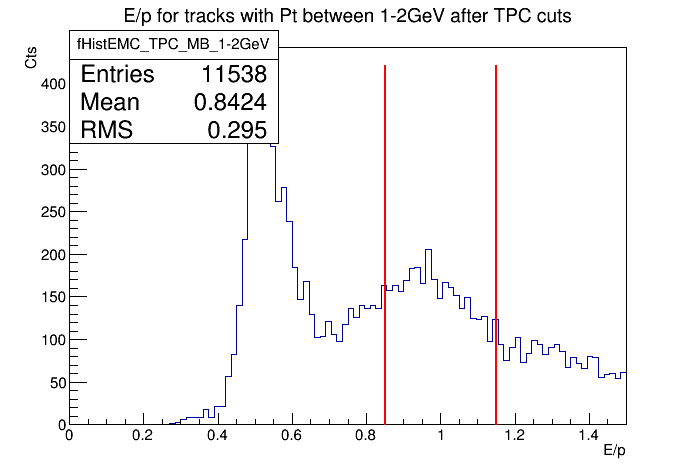 E/p for tracks with Pt between 1-2GeV after TPC cuts
fHistEMC_TPC_MB_1-2GeV
Entries 11538
Mean 0.8424
RMS 0.295
Cts
400
350
300
250
200
150
100
50
0
0 0.2 0.4 0.6 0.8 1 1.2 1.4
E/p